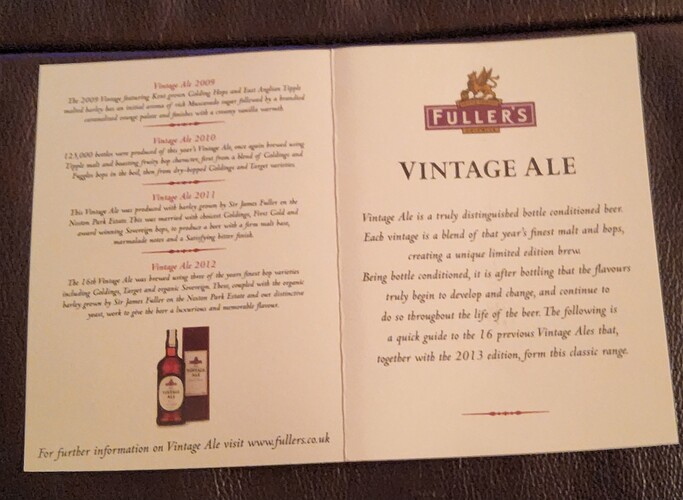 Vintage Ale 2009
The 2009 Vintage featuring Kent grown Golding Hops and East Anglian Tipple
malted barley has an initial aroma of rich Muscovado sugar followed by a brandied
caramelised orange palate and finishes with a creamy vanilla warmth.
Vintage Ale 2010
123,000 bottles were produced of this year's Vintage Ale, once again brewed using
Tipple malt and boasting fruity hop character, first from a blend of Goldings and
Fuggles hops in the boil, then from dry-hopped Goldings and Target varieties.
Vintage Ale 2011
This Vintage Ale was produced with barley grown by Sir James Fuller on the
Neston Park Estate. This was married with choicest Goldings, First Gold and
award winning Sovereign hops, to produce a beer with a firm malt base,
marmalade notes and a Satisfying bitter finish.
Vintage Ale 2012
The 16th Vintage Ale was brewed using three of the years finest hop varieties
including Goldings, Target and organic Sovereign. These, coupled with the organic
barley grown by Sir James Fuller on the Neston Park Estate and our distinctive
yeast, work to give the beer a luxurious and memorable flavour.
VINTAGE
ALE
VINTAGE
ALE
For further information on Vintage Ale visit www.fullers.co.uk
FULLER'S
VINTAGE ALE
Vintage Ale is a truly distinguished bottle conditioned beer.
Each vintage is a blend of that year's finest malt and hops,
creating a unique limited edition brew.
Being bottle conditioned, it is after bottling that the flavours
truly begin to develop and change, and continue to
do so throughout the life of the beer. The following is
a quick guide to the 16 previous Vintage Ales that,
together with the 2013 edition, form this classic range.